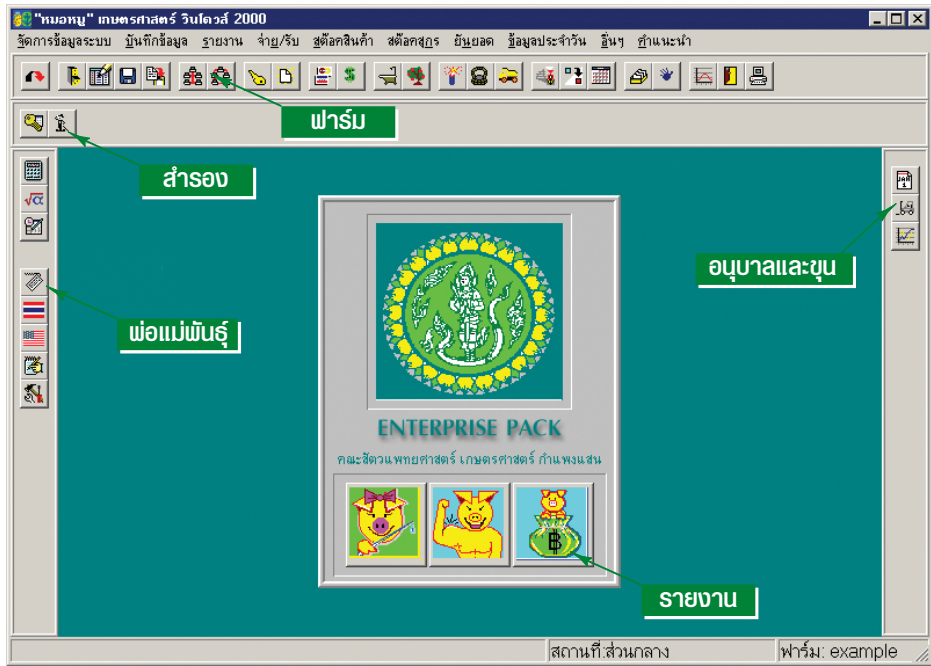 "หมอหมู" เกษตรศาสตร์ วินโดวส์ 2000
จัดการข้อมูลระบบ บันทึกข้อมูล รายงาน จ่าย/รับ สต๊อกสินค้า สต๊อคสุกร ยันยอด ข้อมูลประจำวัน อื่นๆ คำแนะนำ
ฟาร์ม
สำรอง
JAN
1
อนุบาลและขุน
พ่อแม่พันธุ์
ENTERPRISE PACK
คณะสัตวแพทยศาสตร์ เกษตรศาสตร์ กำแพงแสน
฿
รายงาน
สถานที่:ส่วนกลาง
ฟาร์ม: example